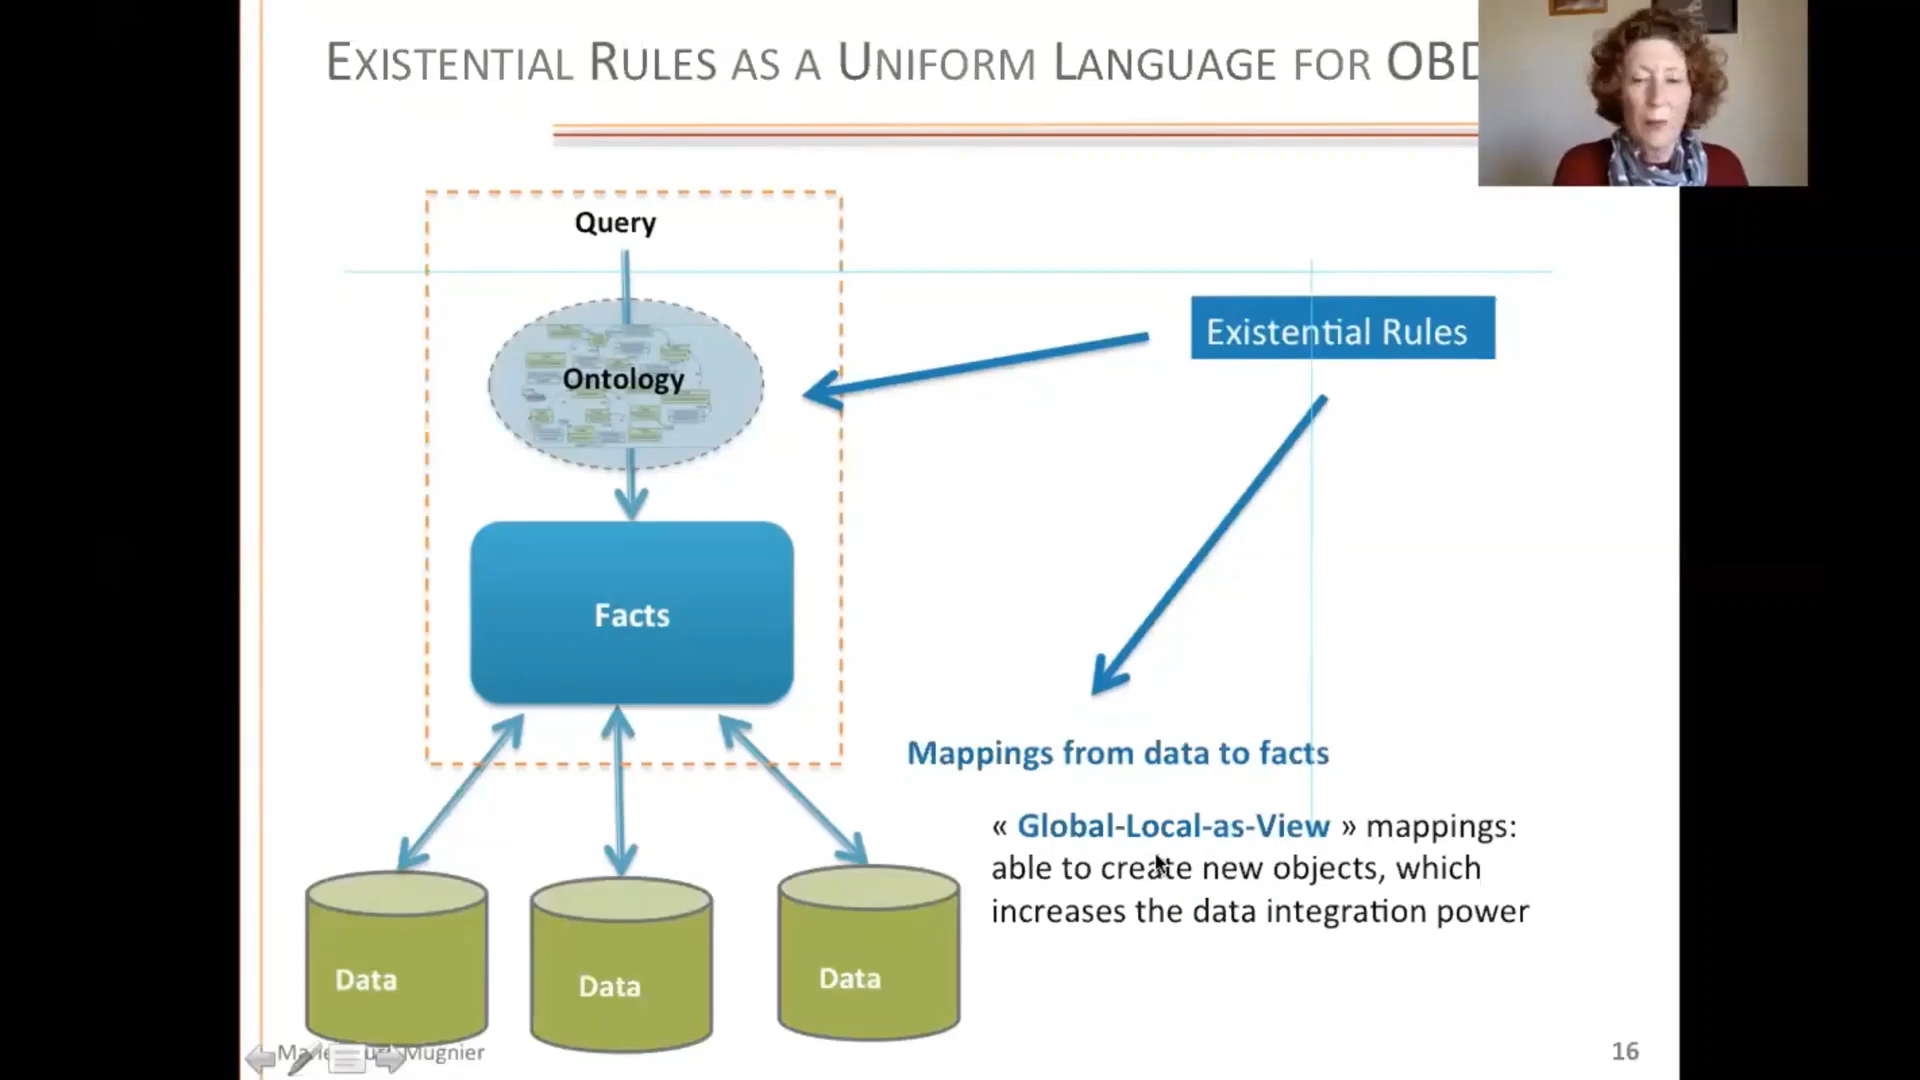 EXISTENTIAL RULES AS A UNIFORM LANGUAGE FOR OBD
Query
Existential Rules
Ontology
Facts
Mappings from data to facts
« Global-Local-as-View » mappings:
able to create new objects, which
increases the data integration power
Data
Data
Data
Mugnier
16